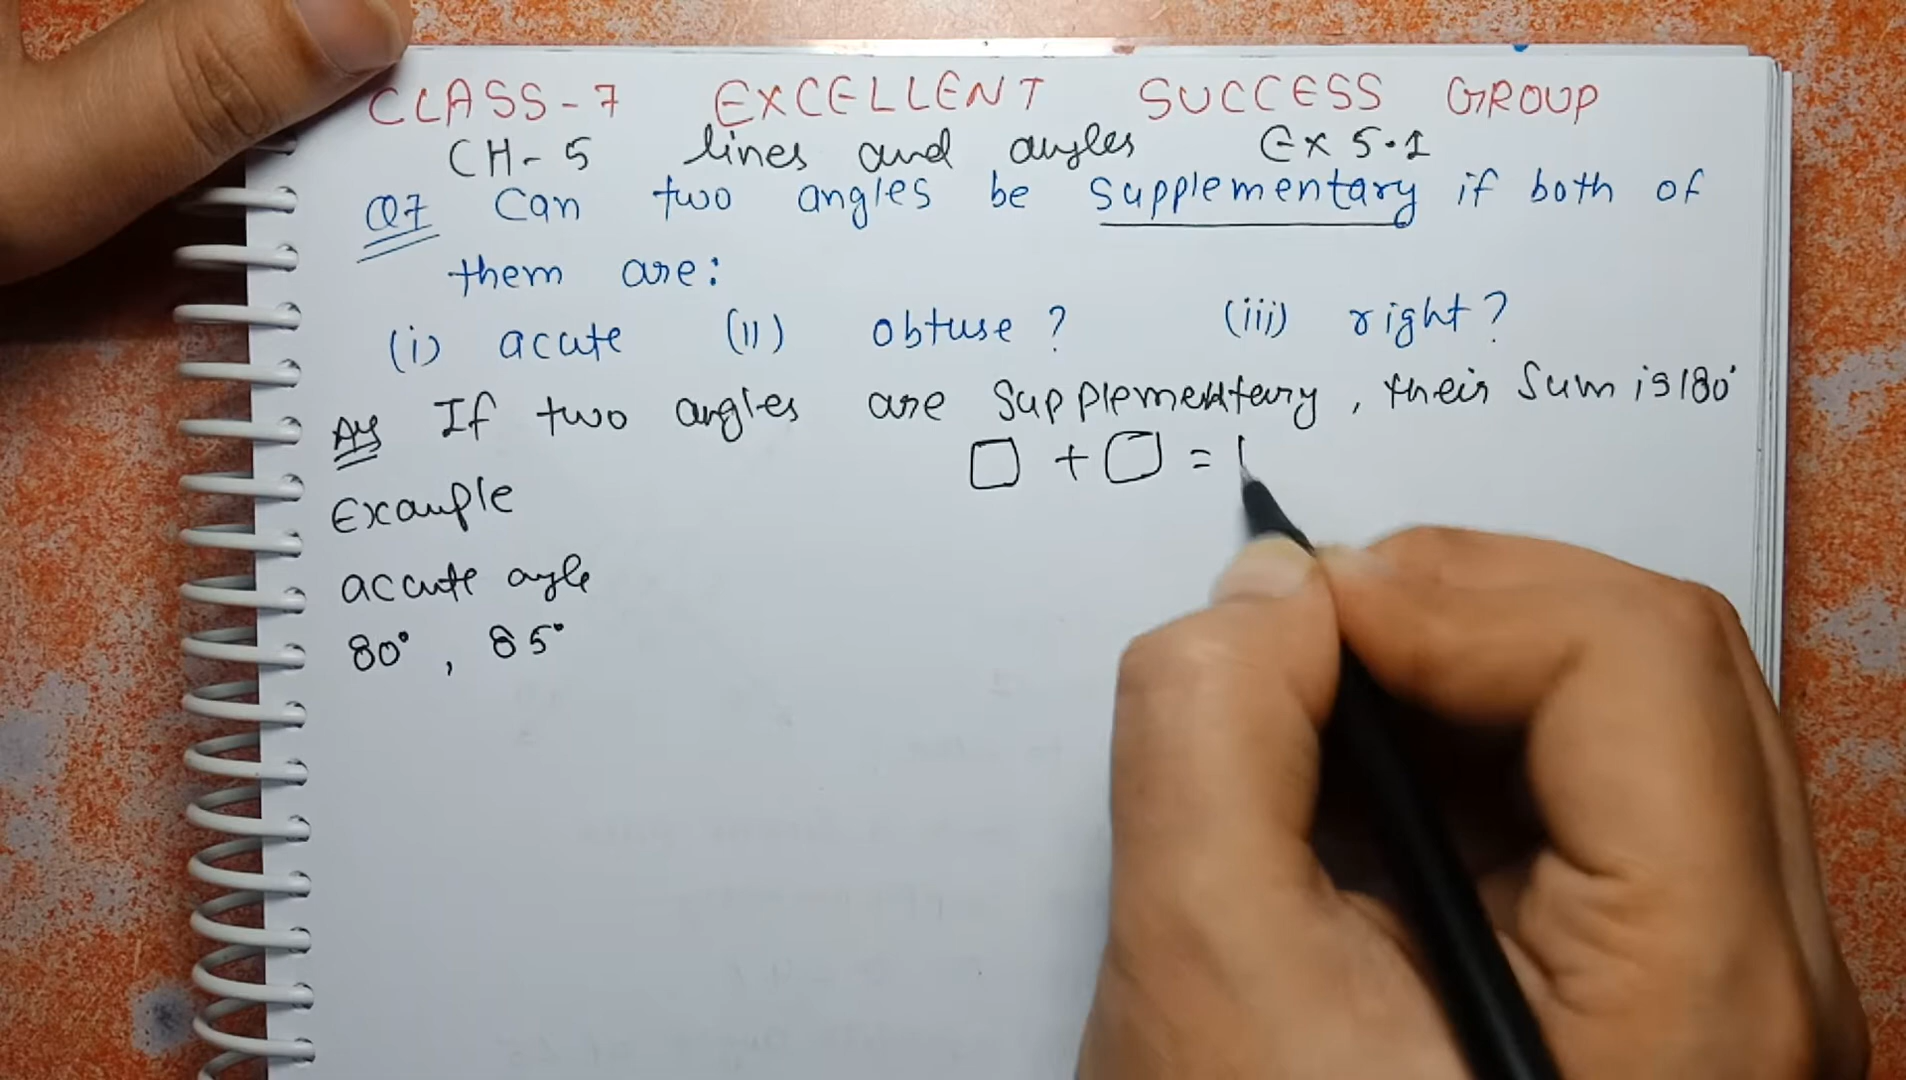 CLASS-7 EXCELLENT SUCCESS GROUP
CH-5 lines and angles Ex 5.1
Q7 Can two angles be supplementary if both of
them are:
(i) acute (II) obtuse? (iii) right?
Ans If two angles are Supplementary, their Sum is 180°
□ + □ = 1
Example
accute angle
80°, 85°